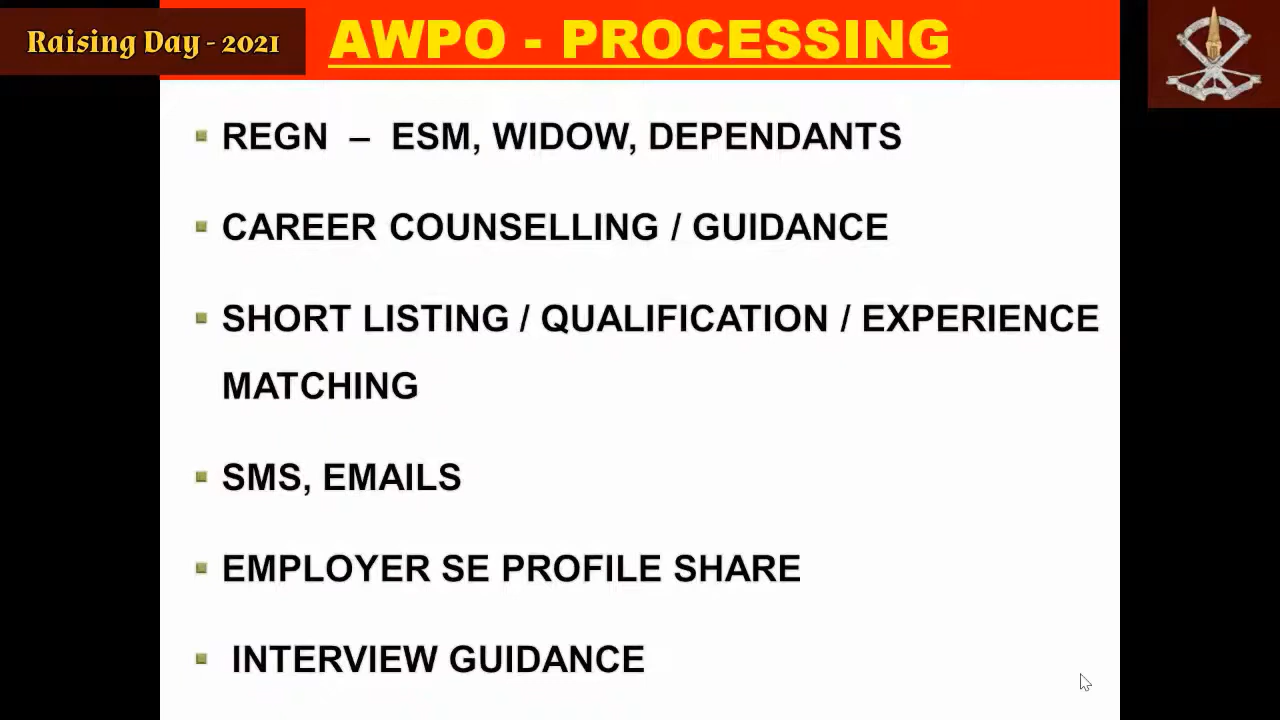 Raising Day - 2021
AWPO - PROCESSING
REGN – ESM, WIDOW, DEPENDANTS
CAREER COUNSELLING / GUIDANCE
SHORT LISTING / QUALIFICATION / EXPERIENCE
MATCHING
SMS, EMAILS
EMPLOYER SE PROFILE SHARE
INTERVIEW GUIDANCE